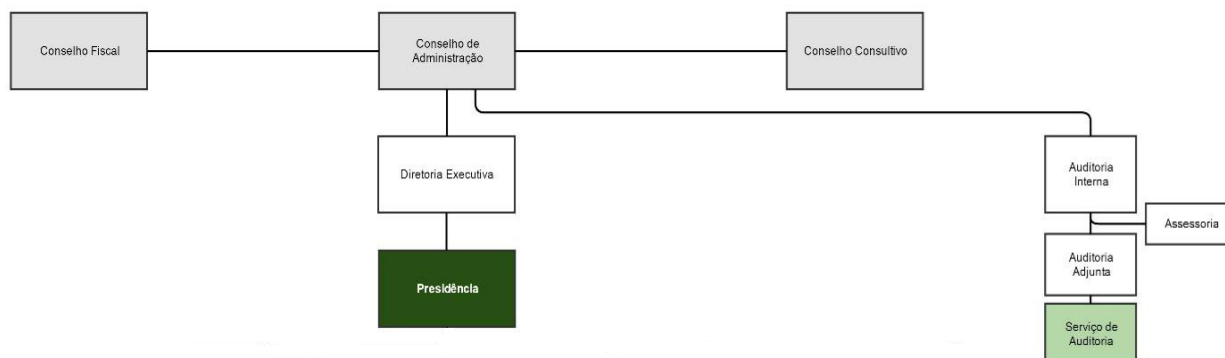 Conselho Fiscal
Conselho de
Administração
Conselho Consultivo
Diretoria Executiva
Auditoria
Interna
Assessoria
Auditoria
Adjunta
Presidência
Serviço de
Auditoria